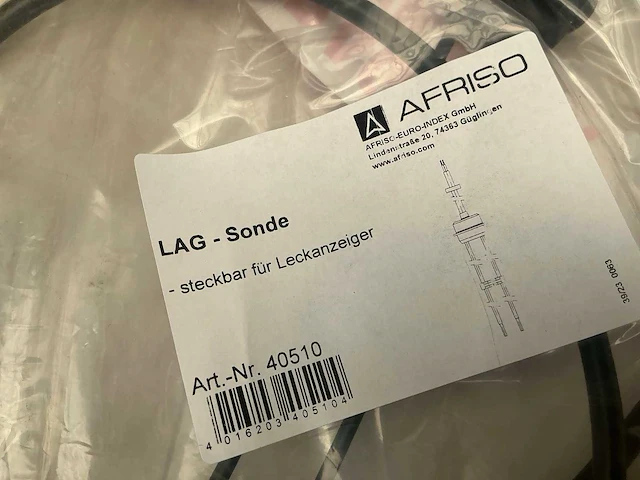 AFRISO
AFRISO-EURO-INDEX GmbH
Lindenstraße 20, 74363 Güglingen
www.afriso.com
LAG - Sonde
- steckbar für Leckanzeiger
39/23 0063
Art.-Nr. 40510
4 016203 405104